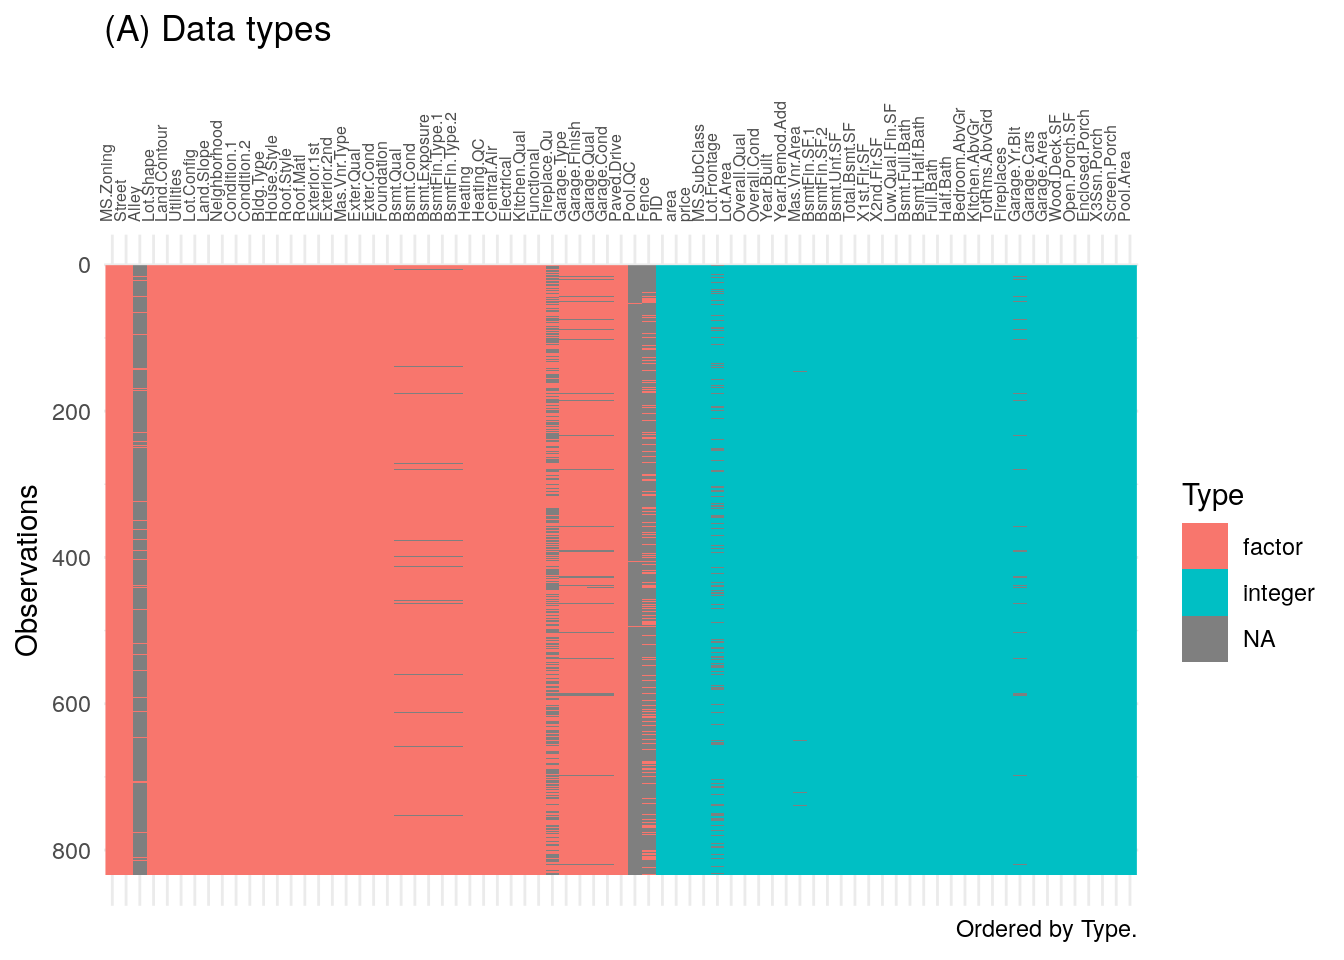 (A) Data types
MS.Zoning
Street
Alley
Lot.Shape
Land.Contour
Utilities
Lot.Config
Land.Slope
Neighborhood
Condition.1
Condition.2
Bldg.Type
House.Style
Roof.Style
Roof.Matl
Exterior.1st
Exterior.2nd
Mas.Vnr.Type
Exter.Qual
Exter.Cond
Foundation
Bsmt.Qual
Bsmt.Cond
Bsmt.Exposure
BsmtFin.Type.1
BsmtFin.Type.2
Heating
Heating.QC
Central.Air
Electrical
Kitchen.Qual
Functional
Fireplace.Qu
Garage.Type
Garage.Finish
Garage.Qual
Garage.Cond
Paved.Drive
Pool.QC
Fence
PID
area
price
MS.SubClass
Lot.Frontage
Lot.Area
Overall.Qual
Overall.Cond
Year.Built
Year.Remod.Add
Mas.Vnr.Area
BsmtFin.SF.1
BsmtFin.SF.2
Bsmt.Unf.SF
Total.Bsmt.SF
X1st.Flr.SF
X2nd.Flr.SF
Low.Qual.Fin.SF
Bsmt.Full.Bath
Bsmt.Half.Bath
Full.Bath
Half.Bath
Bedroom.AbvGr
Kitchen.AbvGr
TotRms.AbvGrd
Fireplaces
Garage.Yr.Blt
Garage.Cars
Garage.Area
Wood.Deck.SF
Open.Porch.SF
Enclosed.Porch
X3Ssn.Porch
Screen.Porch
Pool.Area
0
200
400
600
800
Observations
Type
factor
integer
NA
Ordered by Type.